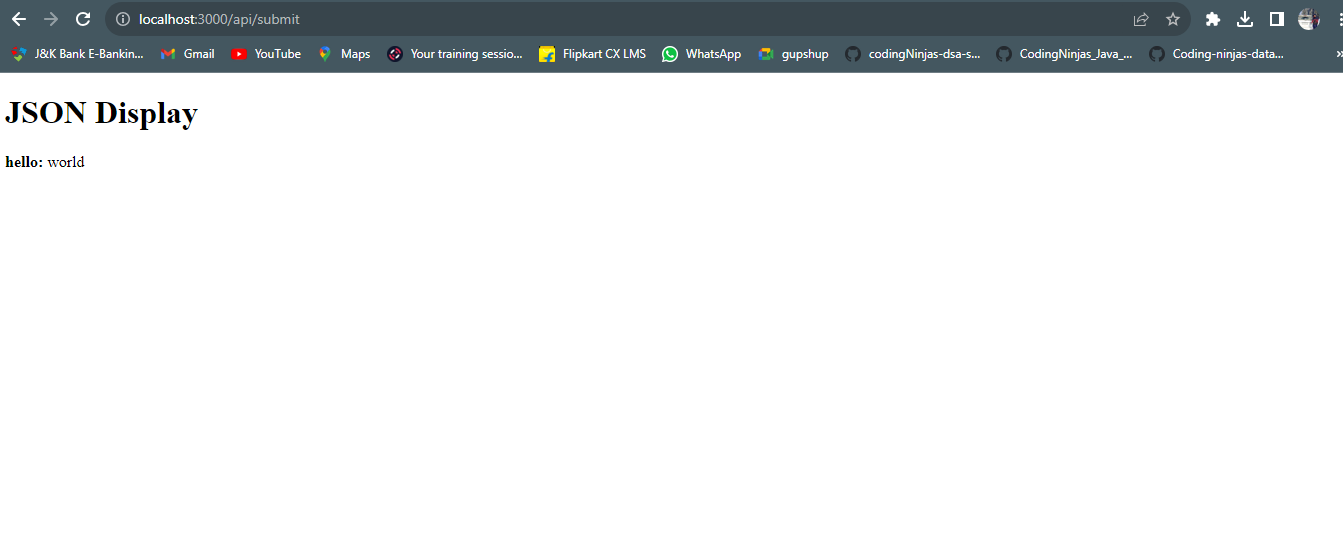 localhost:3000/api/submit
J&K Bank E-Bankin... Gmail YouTube Maps Your training sessio... Flipkart CX LMS WhatsApp gupshup codingNinjas-dsa-s... CodingNinjas_Java_... Coding-ninjas-data... »
JSON Display
hello: world